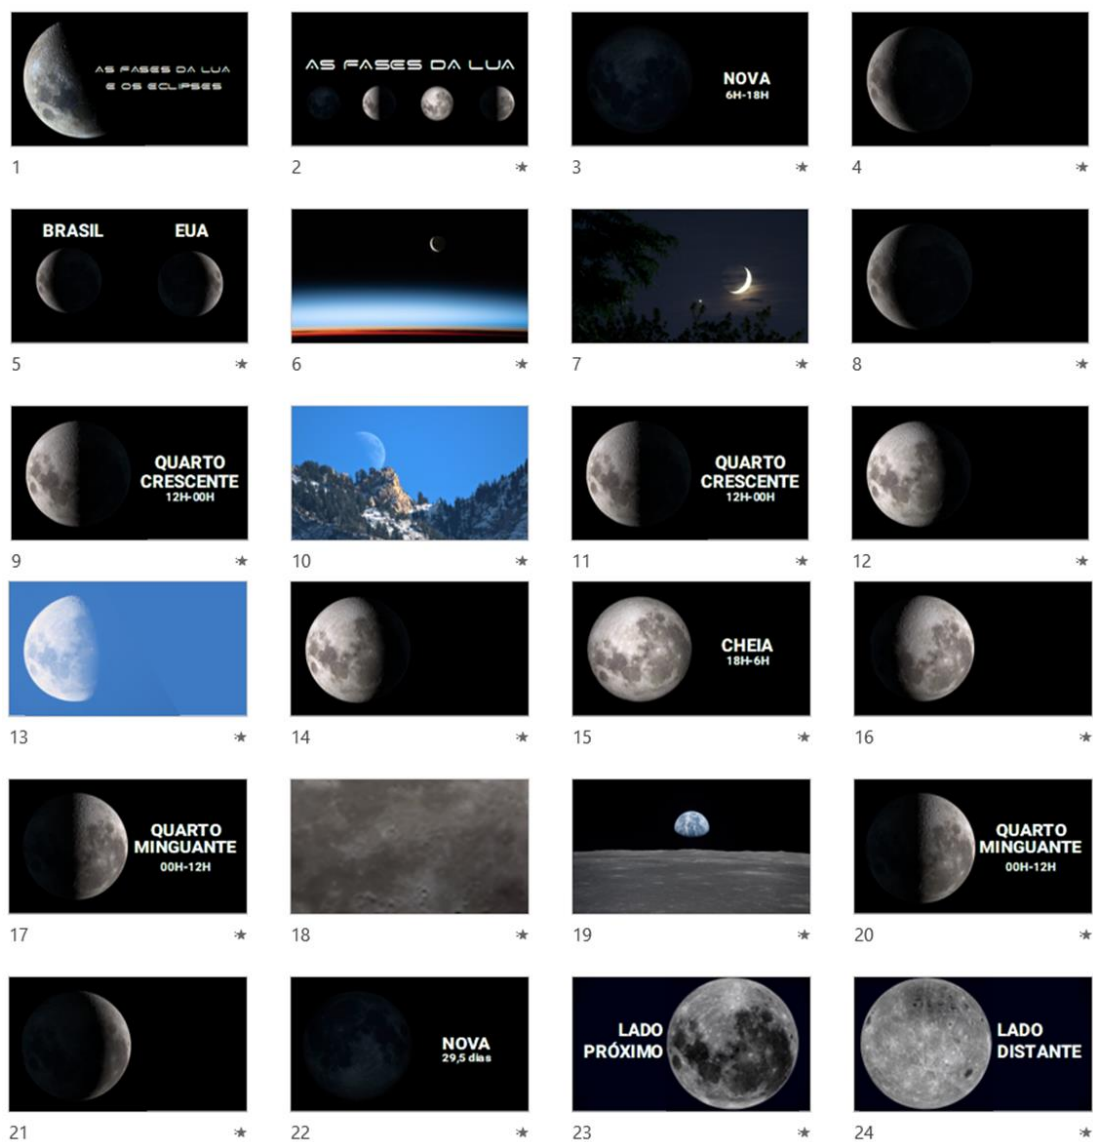 AS FASES DA LUA
E OS ECLIPSES
1
AS FASES DA LUA
2
NOVA
6H-18H
3
4
BRASIL
EUA
5
6
7
8
QUARTO
CRESCENTE
12H-00H
9
10
QUARTO
CRESCENTE
12H-00H
11
12
13
14
CHEIA
18H-6H
15
16
QUARTO
MINGUANTE
00H-12H
17
18
19
QUARTO
MINGUANTE
00H-12H
20
21
NOVA
29,5 dias
22
LADO
PRÓXIMO
23
LADO
DISTANTE
24